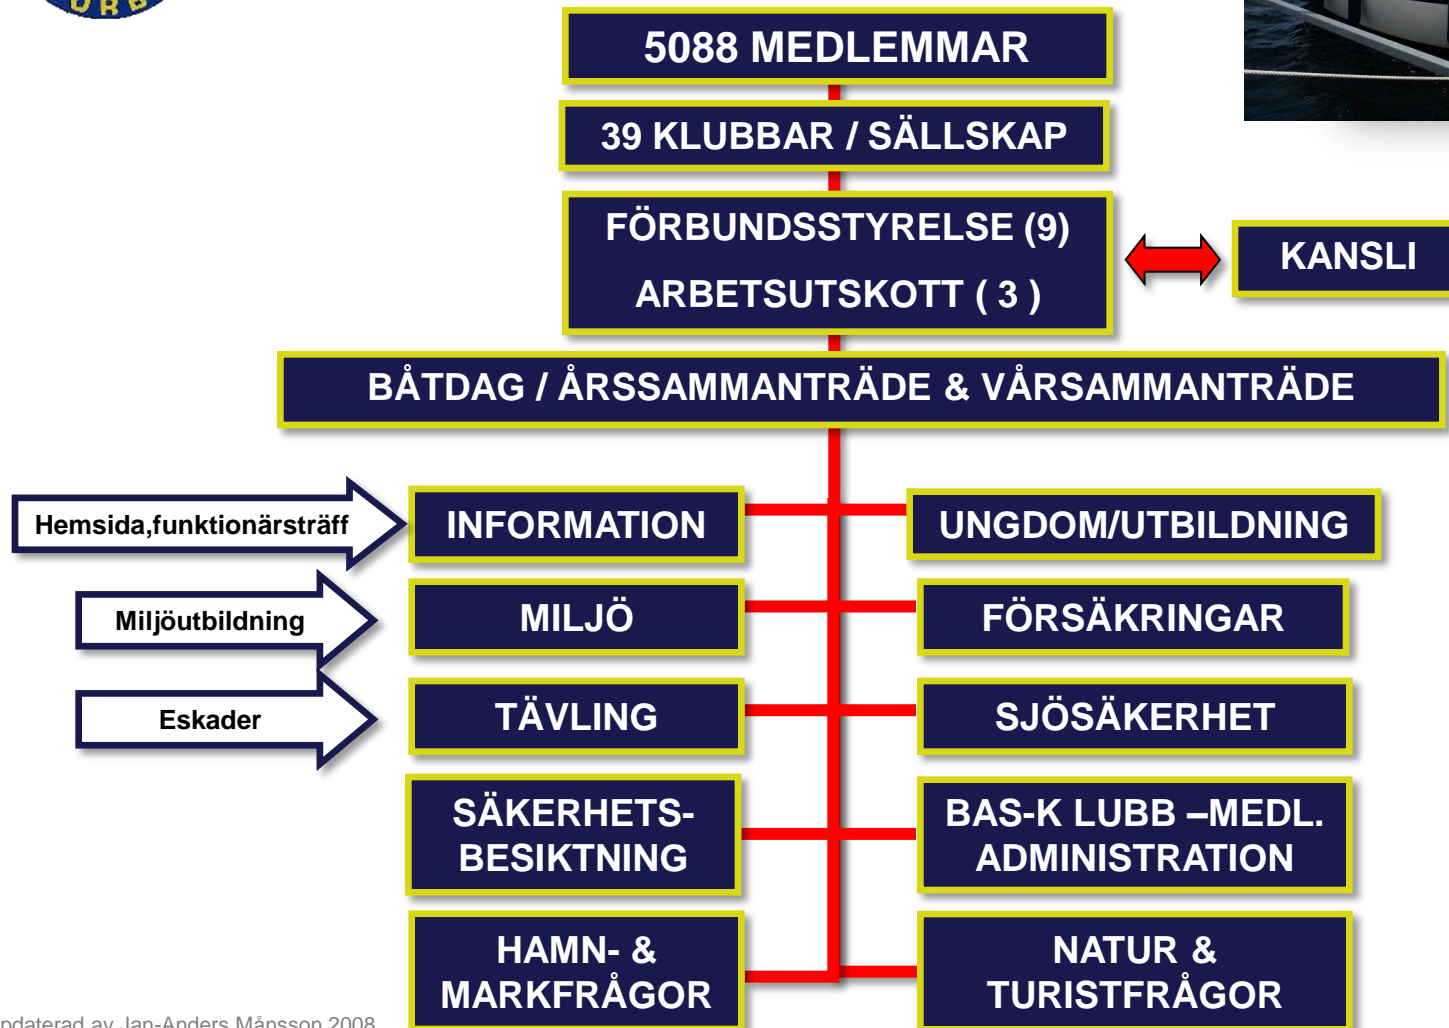 5088 MEDLEMMAR
39 KLUBBAR / SÄLLSKAP
FÖRBUNDSSTYRELSE (9)
ARBETSUTSKOTT ( 3 )
KANSLI
BÅTDAG / ÅRSSAMMANTRÄDE & VÅRSAMMANTRÄDE
Hemsida,funktionärsträff
INFORMATION
UNGDOM/UTBILDNING
Miljöutbildning
MILJÖ
FÖRSÄKRINGAR
Eskader
TÄVLING
SJÖSÄKERHET
SÄKERHETS-
BESIKTNING
BAS-K LUBB –MEDL.
ADMINISTRATION
HAMN- &
MARKFRÅGOR
NATUR &
TURISTFRÅGOR
pdaterad av Jan-Anders Månsson 2008